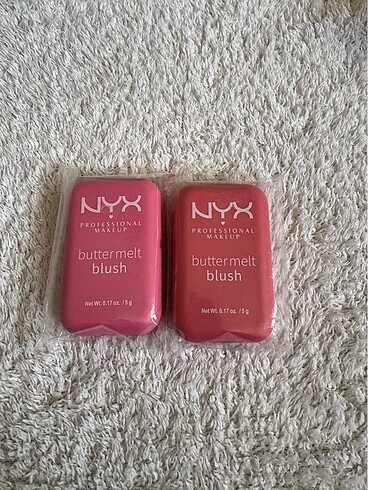 NYX
PROFESSIONAL
MAKEUP
buttermelt
blush
Net Wt. 0.17 oz. / 5 g
NYX
PROFESSIONAL
MAKEUP
buttermelt
blush
Net Wt. 0.17 oz. / 5 g